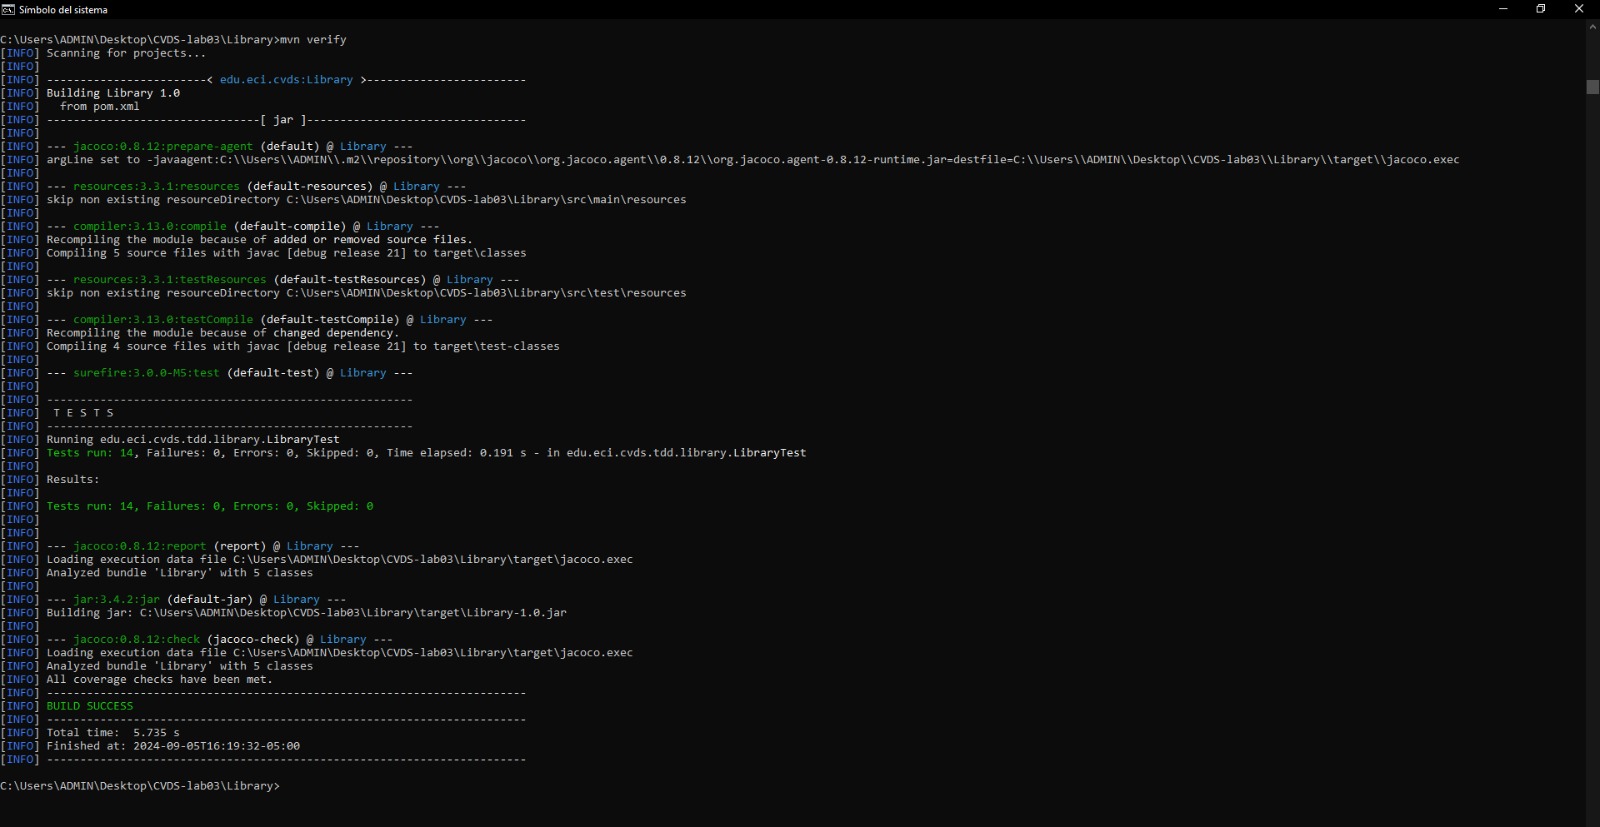 Símbolo del sistema
C:\Users\ADMIN\Desktop\CVDS-lab03\Library>mvn verify
[INFO] Scanning for projects...
[INFO]
[INFO] ------------------------< edu.eci.cvds:Library >------------------------
[INFO] Building Library 1.0
[INFO]   from pom.xml
[INFO] --------------------------------[ jar ]---------------------------------
[INFO]
[INFO] --- jacoco:0.8.12:prepare-agent (default) @ Library ---
[INFO] argLine set to -javaagent:C:\\Users\\ADMIN\\.m2\\repository\\org\\jacoco\\org.jacoco.agent\\0.8.12\\org.jacoco.agent-0.8.12-runtime.jar=destfile=C:\\Users\\ADMIN\\Desktop\\CVDS-lab03\\Library\\target\\jacoco.exec
[INFO]
[INFO] --- resources:3.3.1:resources (default-resources) @ Library ---
[INFO] skip non existing resourceDirectory C:\Users\ADMIN\Desktop\CVDS-lab03\Library\src\main\resources
[INFO]
[INFO] --- compiler:3.13.0:compile (default-compile) @ Library ---
[INFO] Recompiling the module because of added or removed source files.
[INFO] Compiling 5 source files with javac [debug release 21] to target\classes
[INFO]
[INFO] --- resources:3.3.1:testResources (default-testResources) @ Library ---
[INFO] skip non existing resourceDirectory C:\Users\ADMIN\Desktop\CVDS-lab03\Library\src\test\resources
[INFO]
[INFO] --- compiler:3.13.0:testCompile (default-testCompile) @ Library ---
[INFO] Recompiling the module because of changed dependency.
[INFO] Compiling 4 source files with javac [debug release 21] to target\test-classes
[INFO]
[INFO] --- surefire:3.0.0-M5:test (default-test) @ Library ---
[INFO]
[INFO] -------------------------------------------------------
[INFO]  T E S T S
[INFO] -------------------------------------------------------
[INFO] Running edu.eci.cvds.tdd.library.LibraryTest
[INFO] Tests run: 14, Failures: 0, Errors: 0, Skipped: 0, Time elapsed: 0.191 s - in edu.eci.cvds.tdd.library.LibraryTest
[INFO]
[INFO] Results:
[INFO]
[INFO] Tests run: 14, Failures: 0, Errors: 0, Skipped: 0
[INFO]
[INFO]
[INFO] --- jacoco:0.8.12:report (report) @ Library ---
[INFO] Loading execution data file C:\Users\ADMIN\Desktop\CVDS-lab03\Library\target\jacoco.exec
[INFO] Analyzed bundle 'Library' with 5 classes
[INFO]
[INFO] --- jar:3.4.2:jar (default-jar) @ Library ---
[INFO] Building jar: C:\Users\ADMIN\Desktop\CVDS-lab03\Library\target\Library-1.0.jar
[INFO]
[INFO] --- jacoco:0.8.12:check (jacoco-check) @ Library ---
[INFO] Loading execution data file C:\Users\ADMIN\Desktop\CVDS-lab03\Library\target\jacoco.exec
[INFO] Analyzed bundle 'Library' with 5 classes
[INFO] All coverage checks have been met.
[INFO] ------------------------------------------------------------------------
[INFO] BUILD SUCCESS
[INFO] ------------------------------------------------------------------------
[INFO] Total time:  5.735 s
[INFO] Finished at: 2024-09-05T16:19:32-05:00
[INFO] ------------------------------------------------------------------------
C:\Users\ADMIN\Desktop\CVDS-lab03\Library>